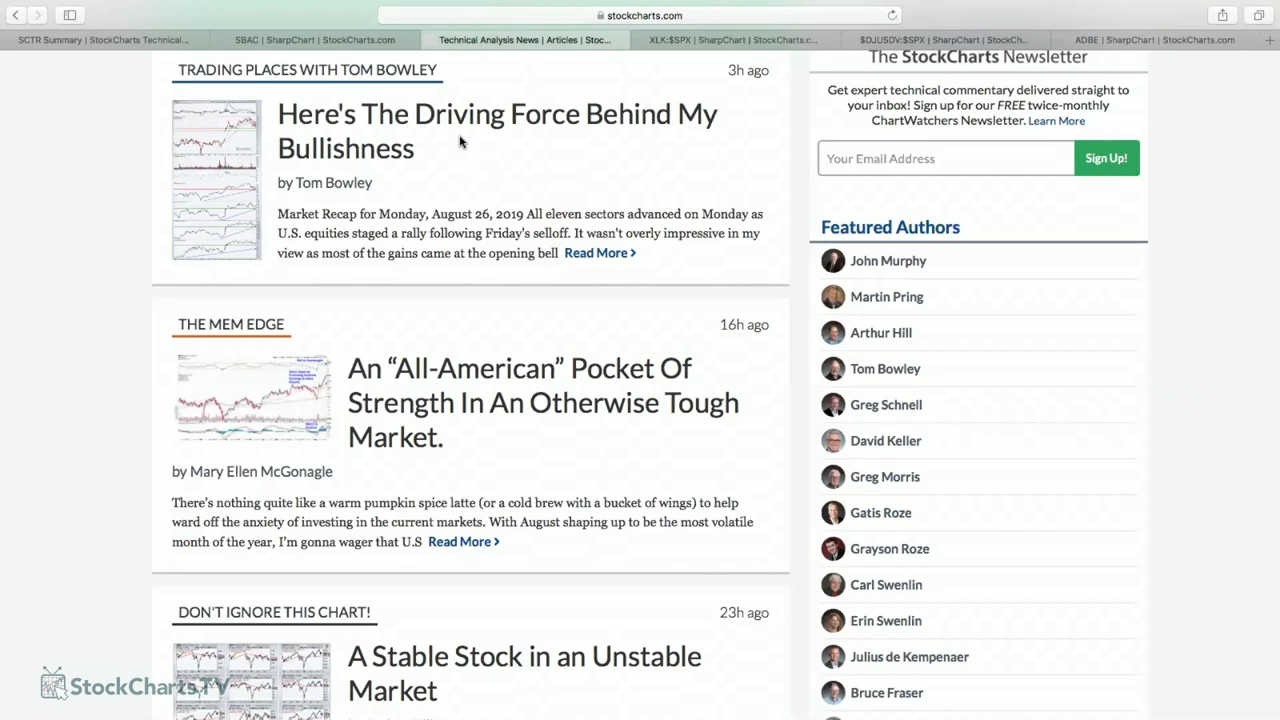 stockcharts.com
SCTR Summary | StockCharts Technical...
SBAC | SharpChart | StockCharts.com
Technical Analysis News | Articles | Stoc...
XLK:$SPX | SharpChart | StockCharts.c...
$DJUSDV:$SPX | SharpChart | StockCh...
ADBE | SharpChart | StockCharts.com
TRADING PLACES WITH TOM BOWLEY
3h ago
Here's The Driving Force Behind My
Bullishness
by Tom Bowley
Market Recap for Monday, August 26, 2019 All eleven sectors advanced on Monday as
U.S. equities staged a rally following Friday's selloff. It wasn't overly impressive in my
view as most of the gains came at the opening bell Read More >
THE MEM EDGE
16h ago
An “All-American” Pocket Of
Strength In An Otherwise Tough
Market.
by Mary Ellen McGonagle
There's nothing quite like a warm pumpkin spice latte (or a cold brew with a bucket of wings) to help
ward off the anxiety of investing in the current markets. With August shaping up to be the most volatile
month of the year, I'm gonna wager that U.S Read More >
DON'T IGNORE THIS CHART!
23h ago
A Stable Stock in an Unstable
Market
StockCharts TV
The StockCharts Newsletter
Get expert technical commentary delivered straight to
your inbox! Sign up for our FREE twice-monthly
ChartWatchers Newsletter. Learn More
Your Email Address
Sign Up!
Featured Authors
John Murphy
Martin Pring
Arthur Hill
Tom Bowley
Greg Schnell
David Keller
Greg Morris
Gatis Roze
Grayson Roze
Carl Swenlin
Erin Swenlin
Julius de Kempenaer
Bruce Fraser